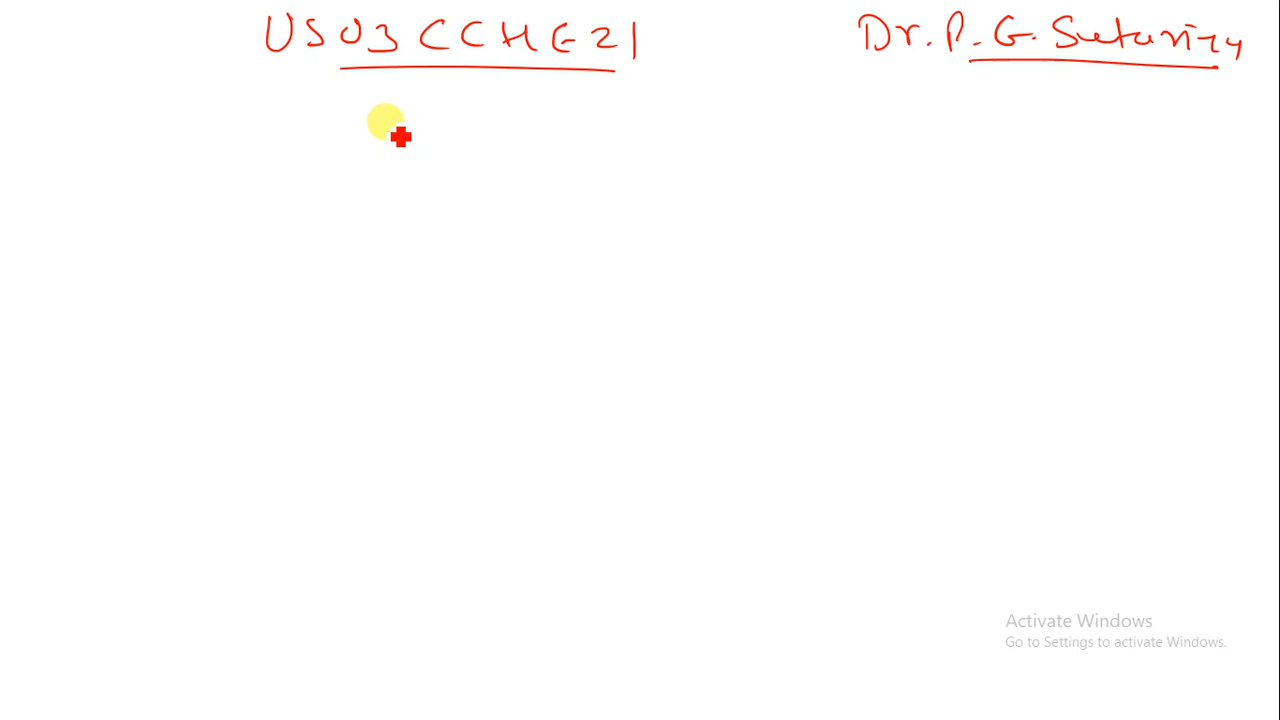 US03CCHE21 Dr. P. G. Sutariya
Activate Windows
Go to Settings to activate Windows.